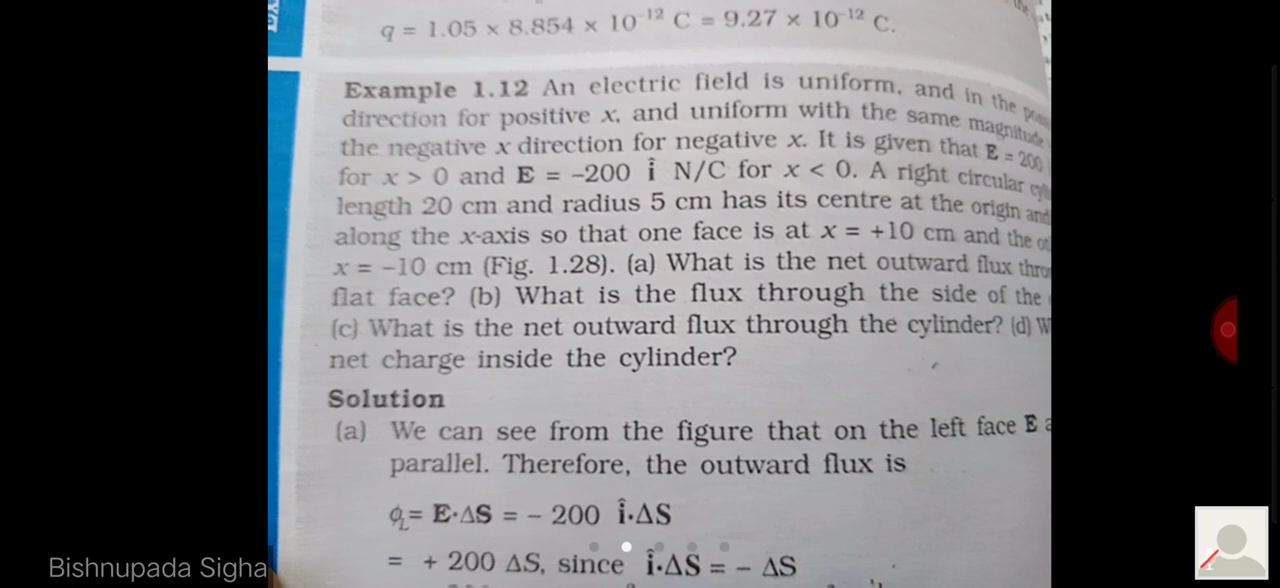 q = 1.05 × 8.854 × 10⁻¹² C = 9.27 × 10⁻¹² C.
Example 1.12 An electric field is uniform, and in the
direction for positive x, and uniform with the same magnitude
the negative x direction for negative x. It is given that E = 200
for x > 0 and E = –200 î N/C for x < 0. A right circular
length 20 cm and radius 5 cm has its centre at the origin and
along the x-axis so that one face is at x = +10 cm and the
x = –10 cm (Fig. 1.28). (a) What is the net outward flux
flat face? (b) What is the flux through the side of the
(c) What is the net outward flux through the cylinder? (d)
net charge inside the cylinder?
Solution
(a) We can see from the figure that on the left face E
parallel. Therefore, the outward flux is
ϕL = E·ΔS = – 200 î·ΔS
= + 200 ΔS, since î·ΔS = – ΔS
Bishnupada Sigha